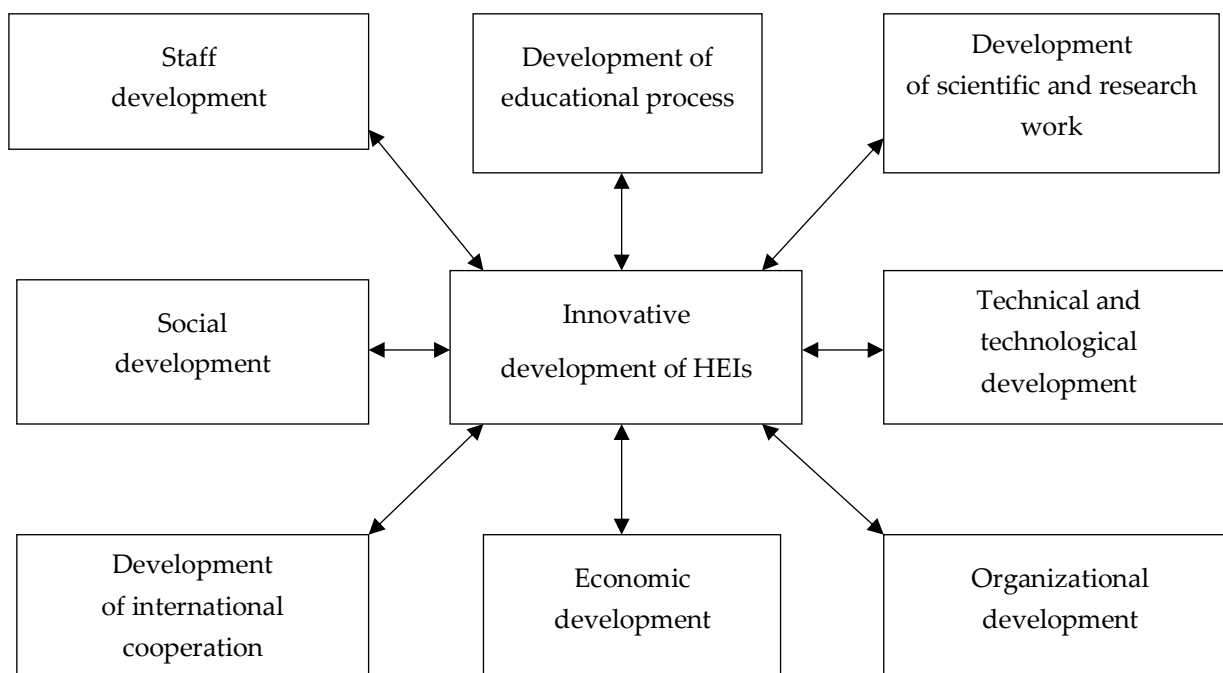 Staff
development
Development of
educational process
Development
of scientific and research
work
Social
development
Innovative
development of HEIs
Technical and
technological
development
Development
of international
cooperation
Economic
development
Organizational
development